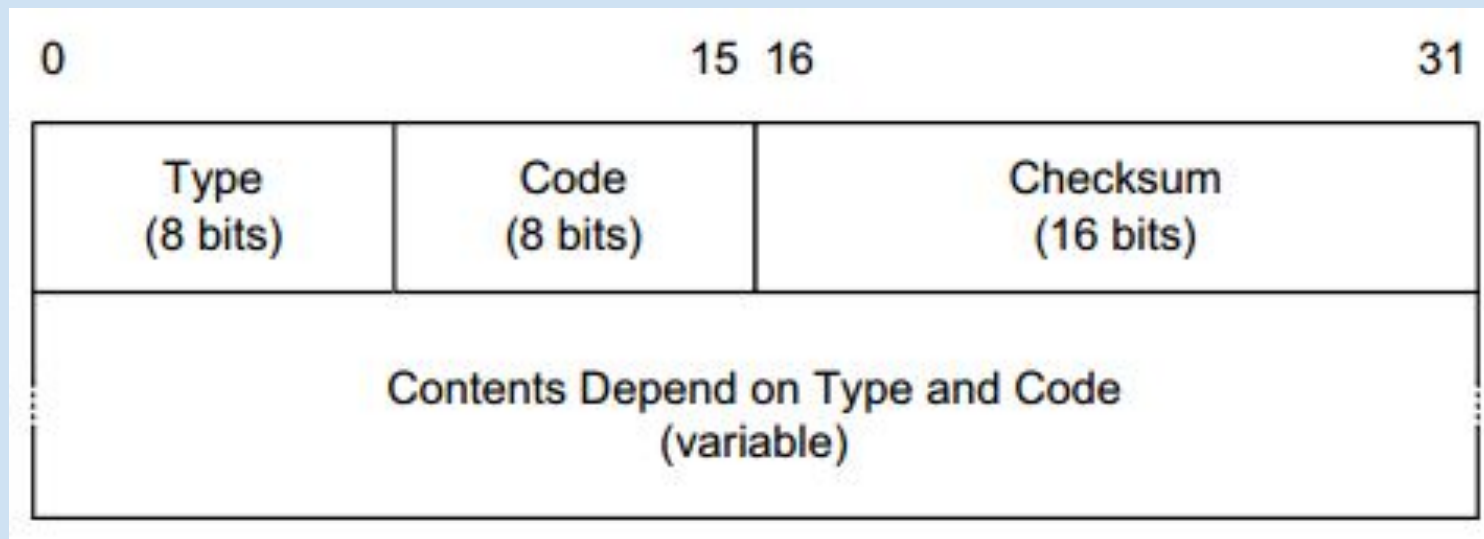 0 15 16 31
Type Code Checksum
(8 bits) (8 bits) (16 bits)
Contents Depend on Type and Code
(variable)